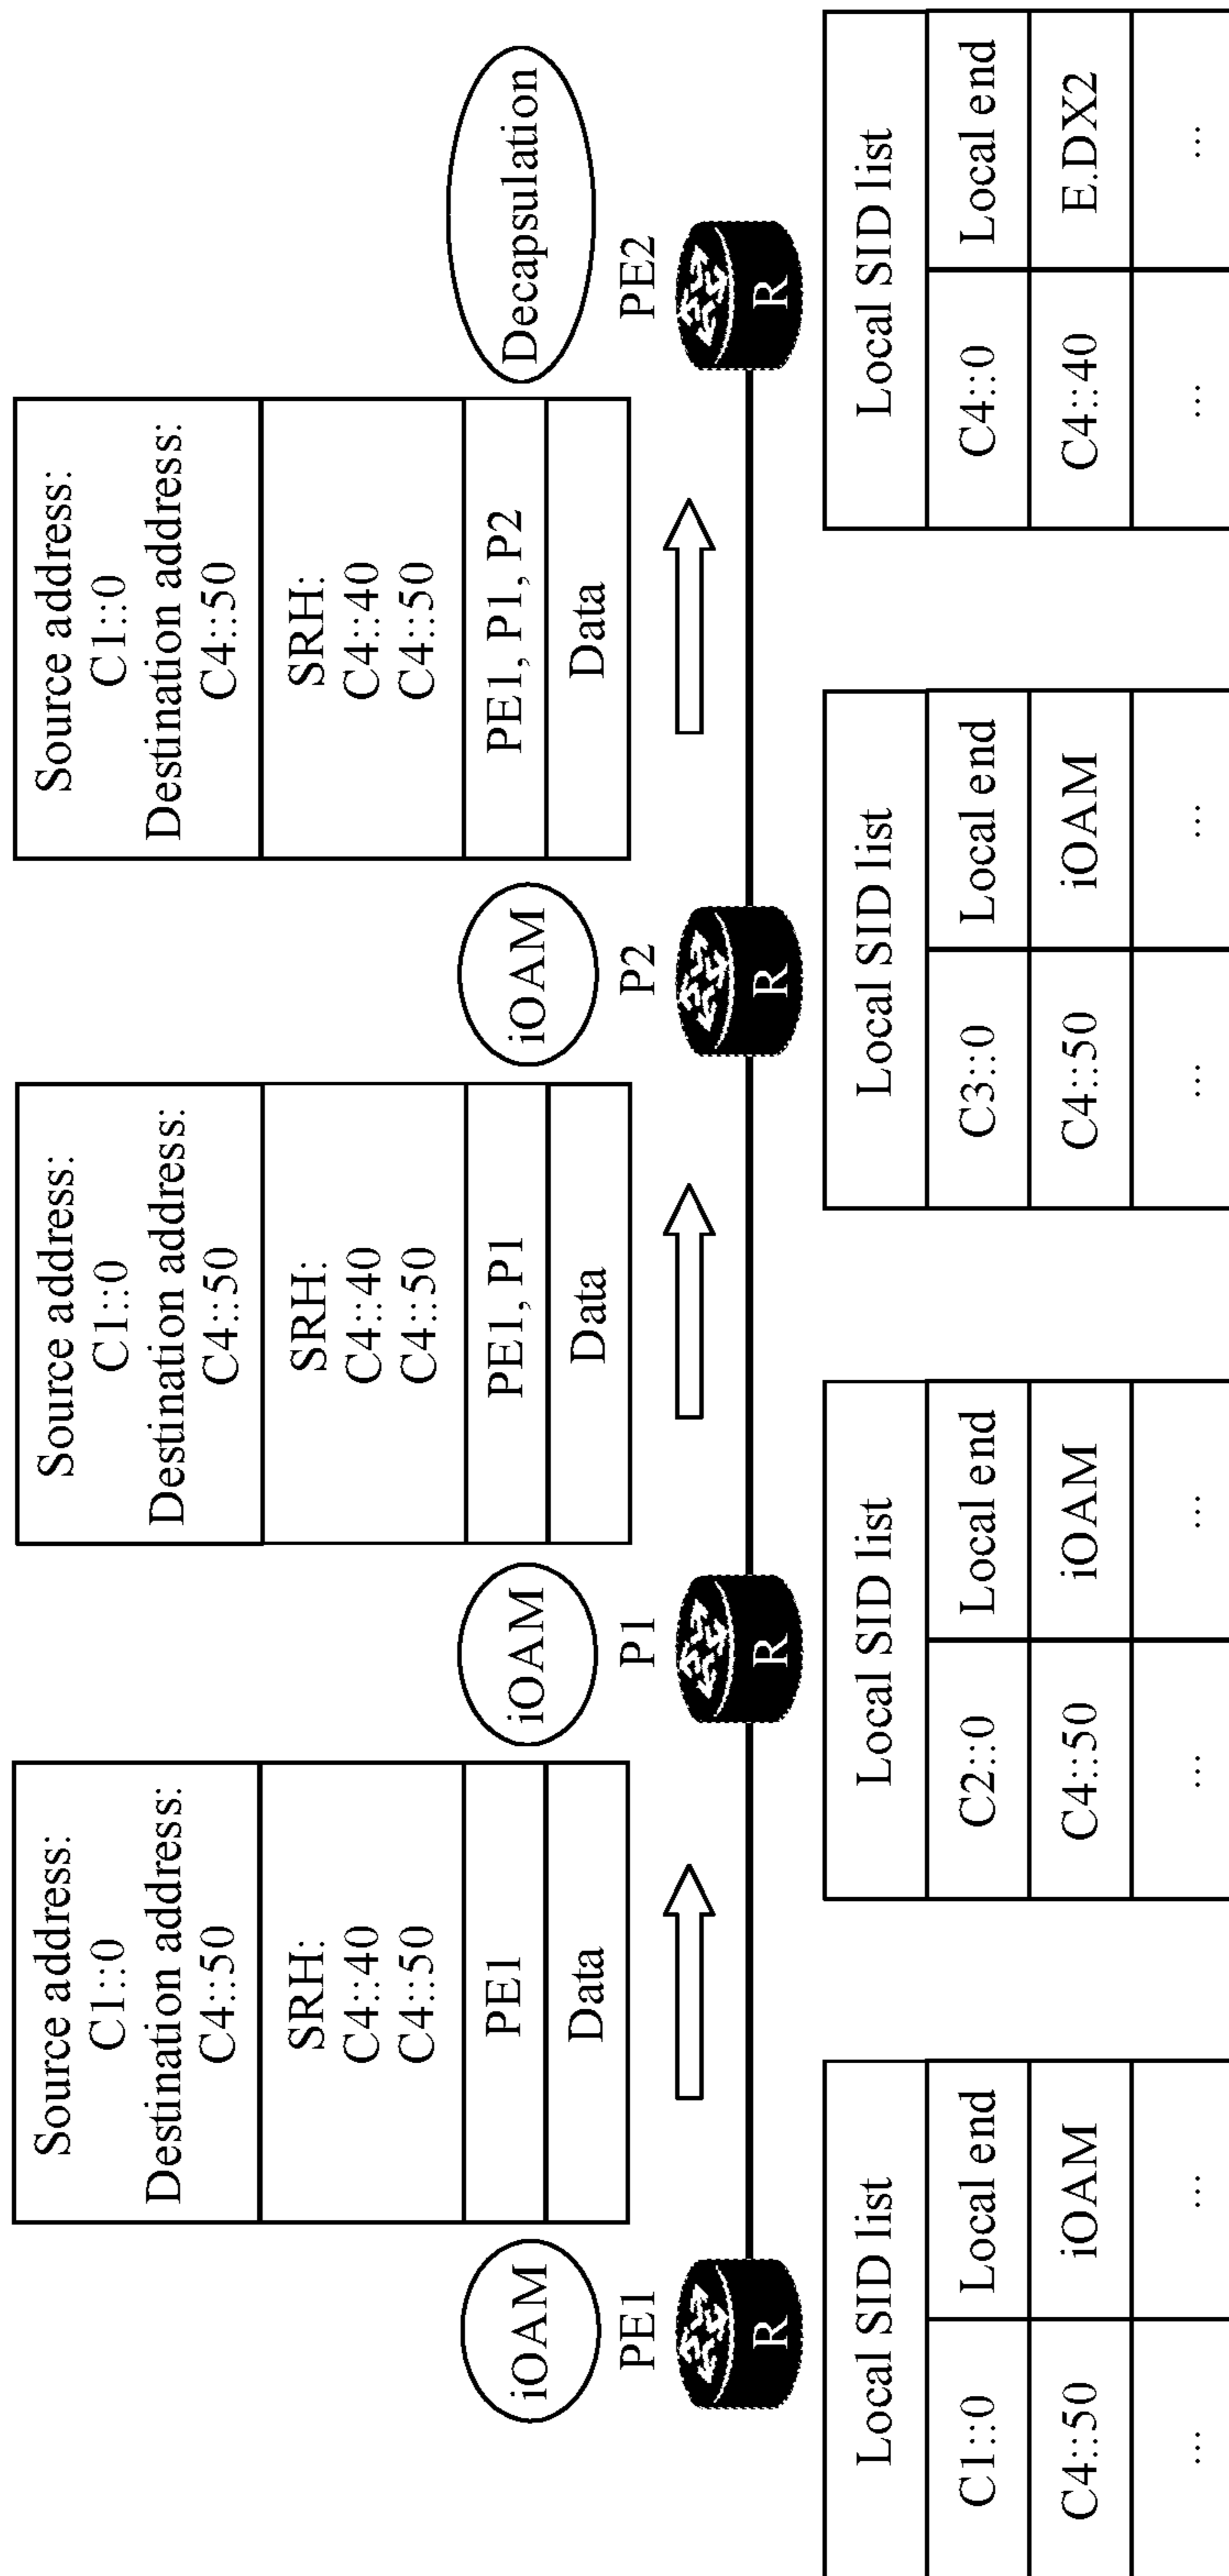 Source address:
C1::0
Destination address:
C4::50
SRH:
C4::40
C4::50
PE1
Data
Source address:
C1::0
Destination address:
C4::50
SRH:
C4::40
C4::50
PE1, P1
Data
Source address:
C1::0
Destination address:
C4::50
SRH:
C4::40
C4::50
PE1, P1, P2
Data
iOAM
iOAM
iOAM
Decapsulation
PE1
P1
P2
PE2
R
R
R
R
Local SID list
C1::0 Local end
C4::50 iOAM
... ...
Local SID list
C2::0 Local end
C4::50 iOAM
... ...
Local SID list
C3::0 Local end
C4::50 iOAM
... ...
Local SID list
C4::0 Local end
C4::40 E.DX2
... ...